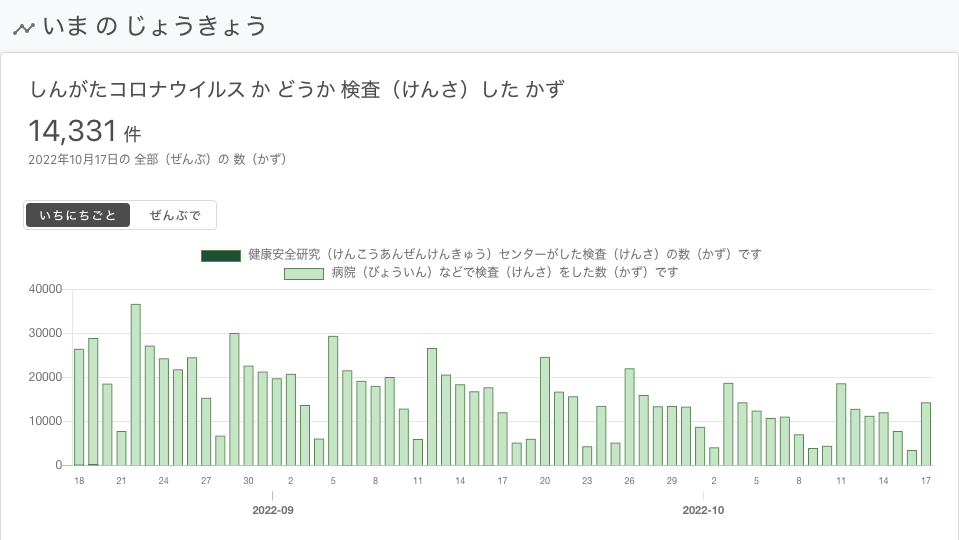 いま の じょうきょう
しんがたコロナウイルス か どうか 検査（けんさ）した かず
14,331 件
2022年10月17日の 全部（ぜんぶ）の 数（かず）
いちにちごと ぜんぶで
健康安全研究（けんこうあんぜんけんきゅう）センターがした検査（けんさ）の数（かず）です
病院（びょういん）などで検査（けんさ）をした数（かず）です
40000
30000
20000
10000
0
18 21 24 27 30 2 5 8 11 14 17 20 23 26 29 2 5 8 11 14 17
2022-09 2022-10